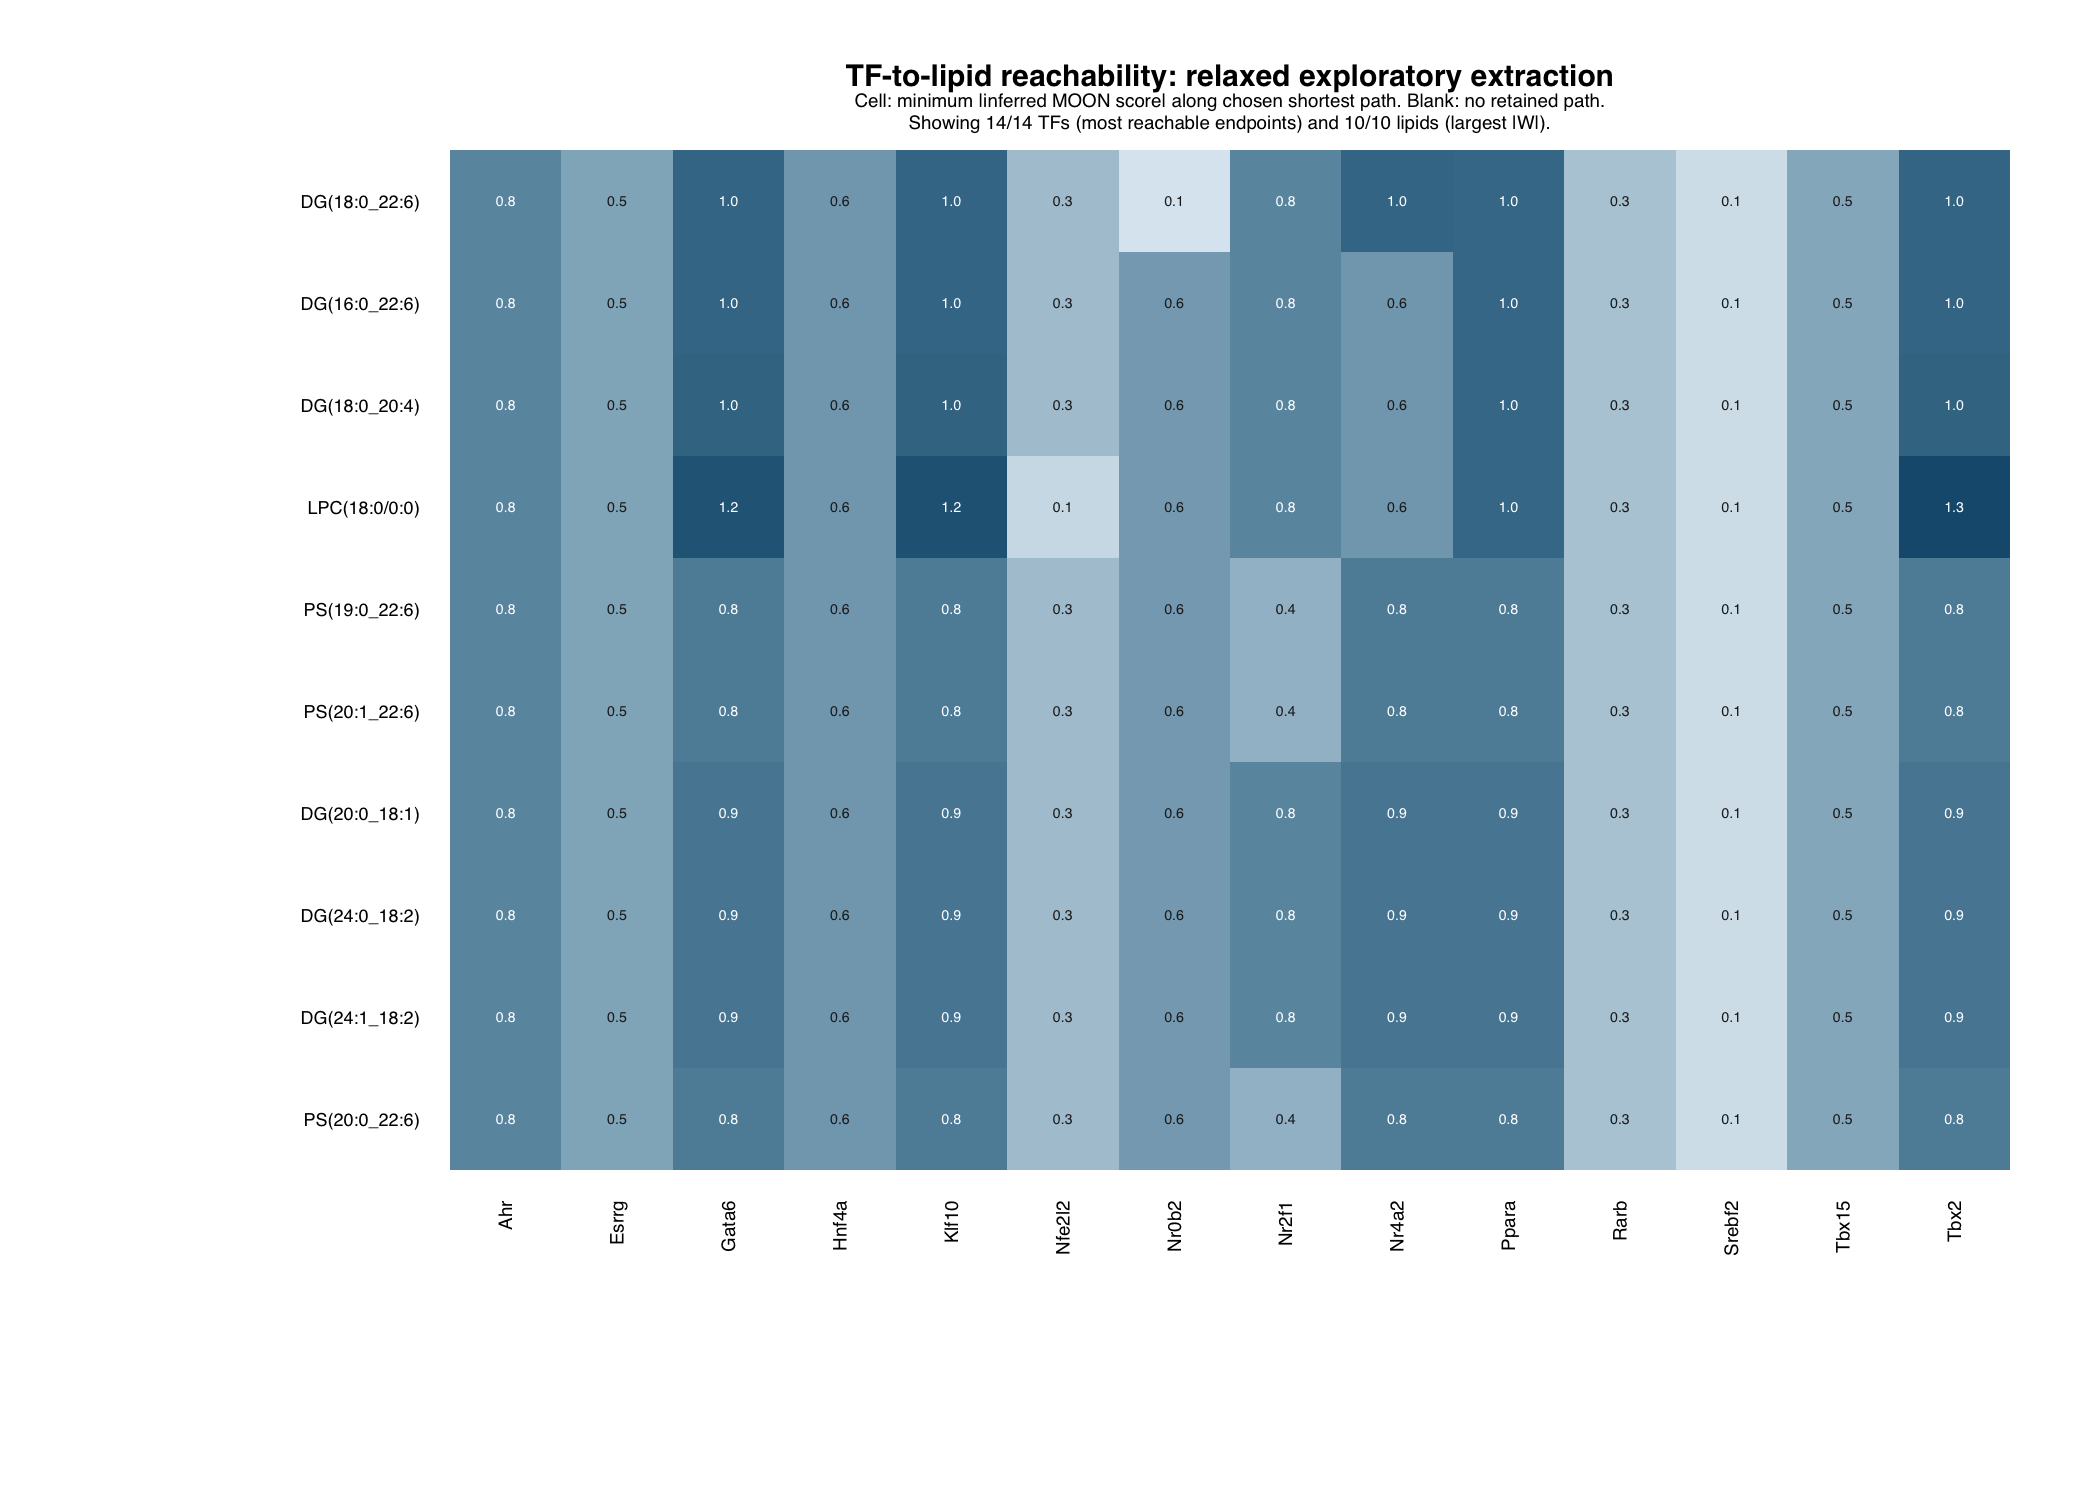 TF-to-lipid reachability: relaxed exploratory extraction
Cell: minimum |inferred MOON score| along chosen shortest path. Blank: no retained path.
Showing 14/14 TFs (most reachable endpoints) and 10/10 lipids (largest |W|).
DG(18:0_22:6) 0.8 0.5 1.0 0.6 1.0 0.3 0.1 0.8 1.0 1.0 0.3 0.1 0.5 1.0
DG(16:0_22:6) 0.8 0.5 1.0 0.6 1.0 0.3 0.6 0.8 0.6 1.0 0.3 0.1 0.5 1.0
DG(18:0_20:4) 0.8 0.5 1.0 0.6 1.0 0.3 0.6 0.8 0.6 1.0 0.3 0.1 0.5 1.0
LPC(18:0/0:0) 0.8 0.5 1.2 0.6 1.2 0.1 0.6 0.8 0.6 1.0 0.3 0.1 0.5 1.3
PS(19:0_22:6) 0.8 0.5 0.8 0.6 0.8 0.3 0.6 0.4 0.8 0.8 0.3 0.1 0.5 0.8
PS(20:1_22:6) 0.8 0.5 0.8 0.6 0.8 0.3 0.6 0.4 0.8 0.8 0.3 0.1 0.5 0.8
DG(20:0_18:1) 0.8 0.5 0.9 0.6 0.9 0.3 0.6 0.8 0.9 0.9 0.3 0.1 0.5 0.9
DG(24:0_18:2) 0.8 0.5 0.9 0.6 0.9 0.3 0.6 0.8 0.9 0.9 0.3 0.1 0.5 0.9
DG(24:1_18:2) 0.8 0.5 0.9 0.6 0.9 0.3 0.6 0.8 0.9 0.9 0.3 0.1 0.5 0.9
PS(20:0_22:6) 0.8 0.5 0.8 0.6 0.8 0.3 0.6 0.4 0.8 0.8 0.3 0.1 0.5 0.8
Ahr Esrrg Gata6 Hnf4a Klf10 Nfe2l2 Nr0b2 Nr2f1 Nr4a2 Ppara Rarb Srebf2 Tbx15 Tbx2